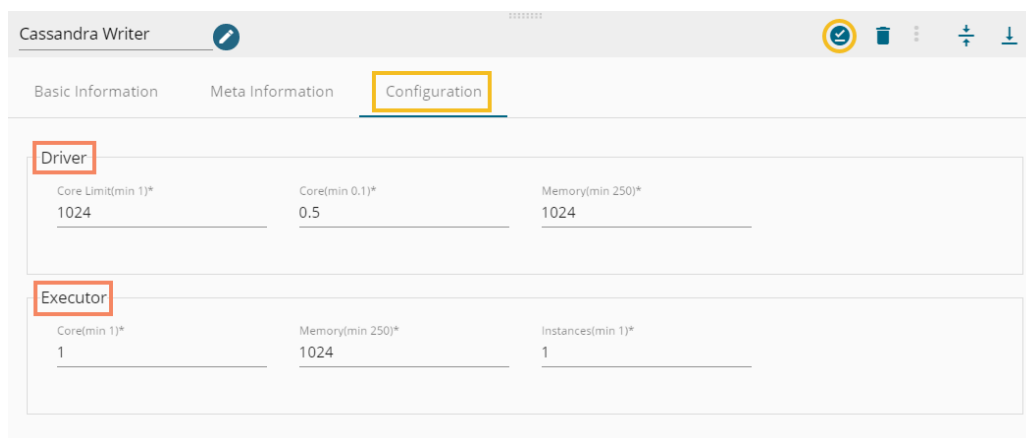 Cassandra Writer
Basic Information Meta Information Configuration
Driver
Core Limit(min 1)* Core(min 0.1)* Memory(min 250)*
1024 0.5 1024
Executor
Core(min 1)* Memory(min 250)* Instances(min 1)*
1 1024 1